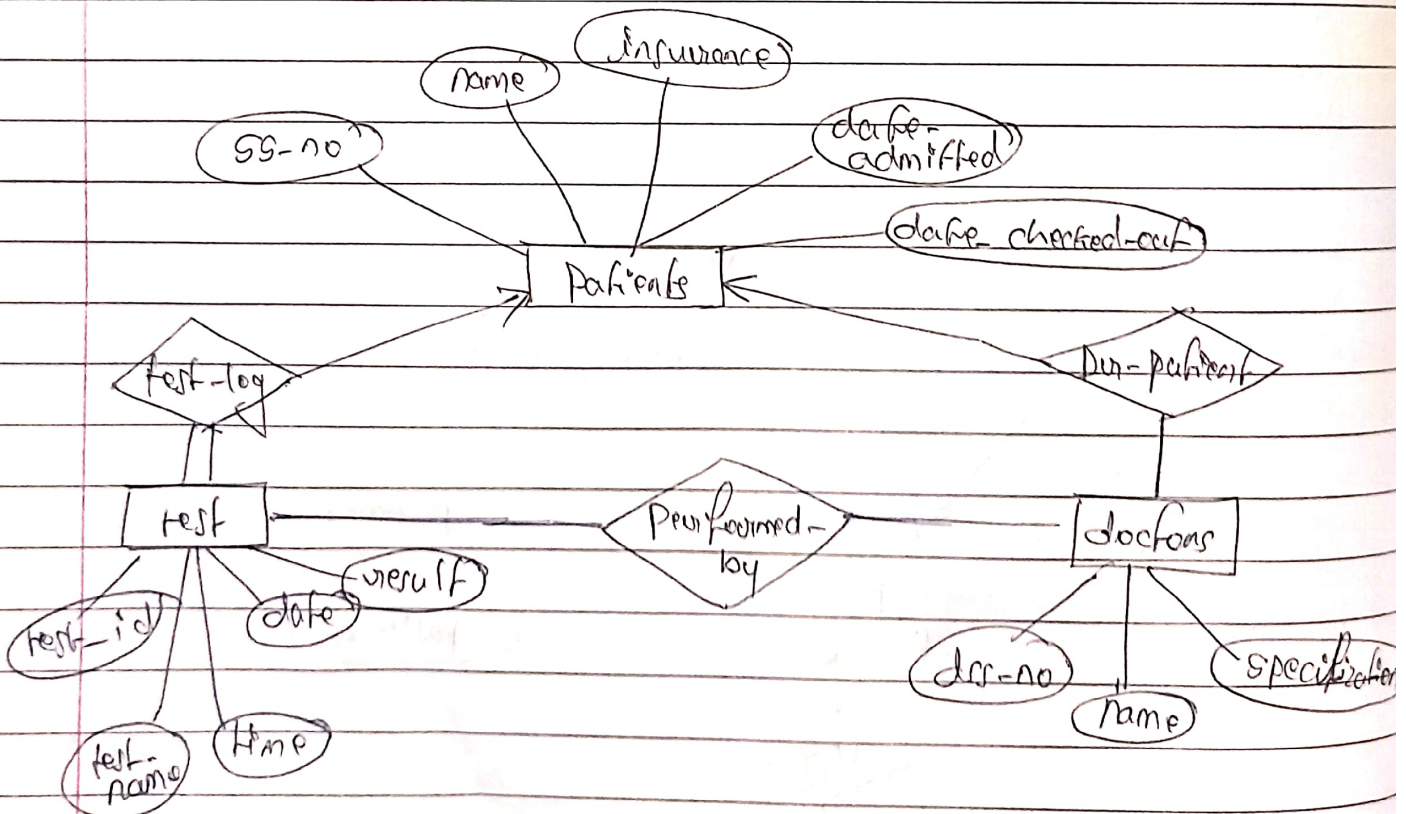 insurance
name
date-
admitted
ss-no
date_checked-out
Patients
test-log
Dr-patient
test
Performed-
by
doctors
result
date
test_id
dss-no
name
time
test-
name